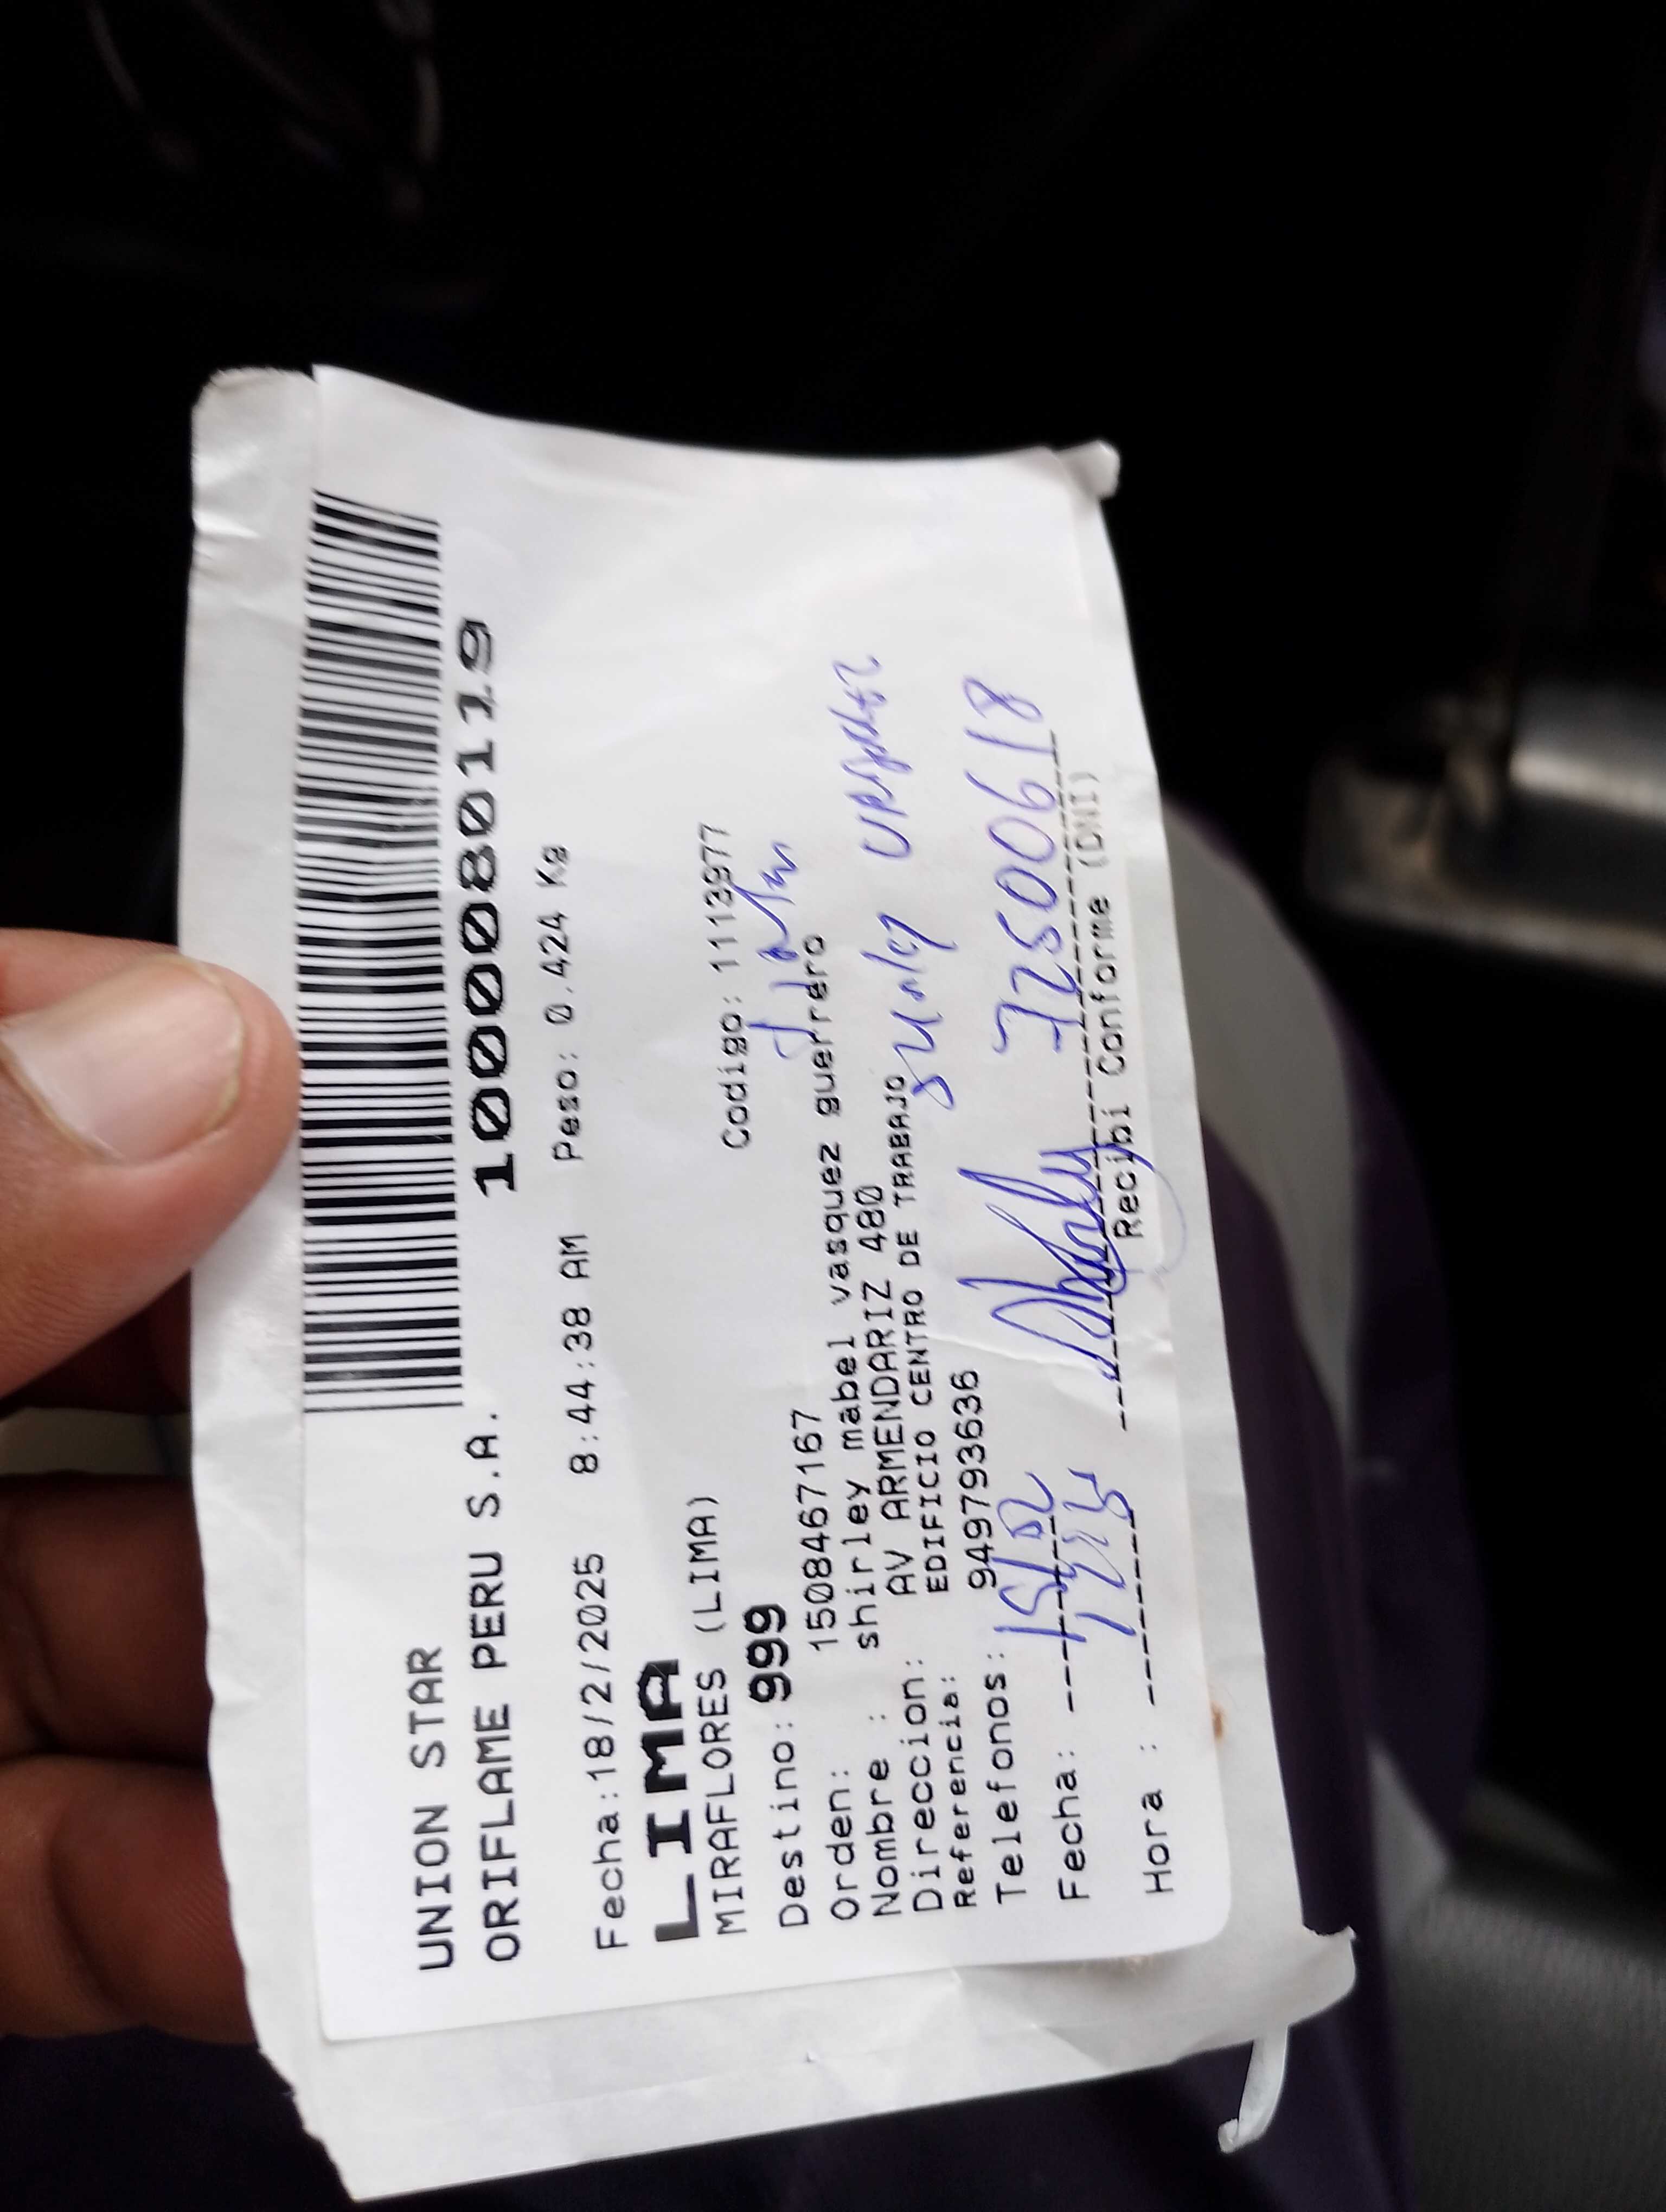 UNION STAR
ORIFLAME PERU S.A.
1000080119
Fecha:18/2/2025 8:44:38 AM Peso: 0.424 Kg
LIMA
MIRAFLORES (LIMA)
Codigo: 1113977
Destino: 999
Orden: 1508467167
Nombre : shirley mabel vasquez guerrero
Direccion: AV ARMENDARIZ 480
Referencia: EDIFICIO CENTRO DE TRABAJO
Telefonos: 949793636
Fecha:
Hora :
72500618
Recibi Conforme (DNI)